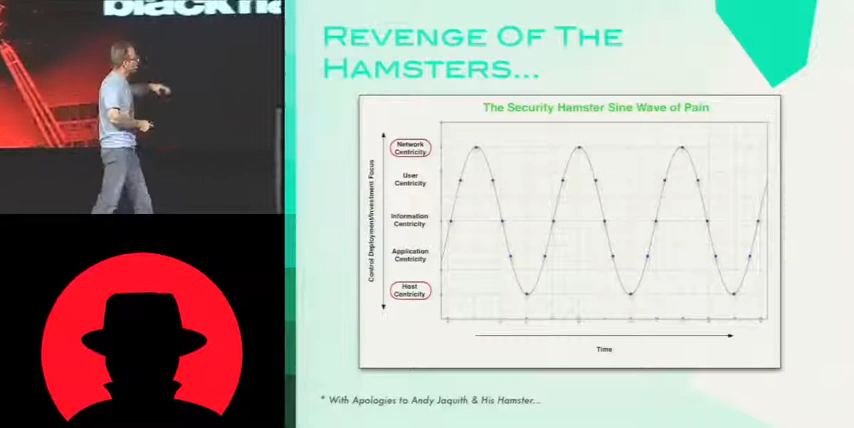 black hat
REVENGE OF THE
HAMSTERS...
The Security Hamster Sine Wave of Pain
Control Deployment/Investment Focus
Network
Centricity
User
Centricity
Information
Centricity
Application
Centricity
Host
Centricity
Time
* With Apologies to Andy Jaquith & His Hamster...